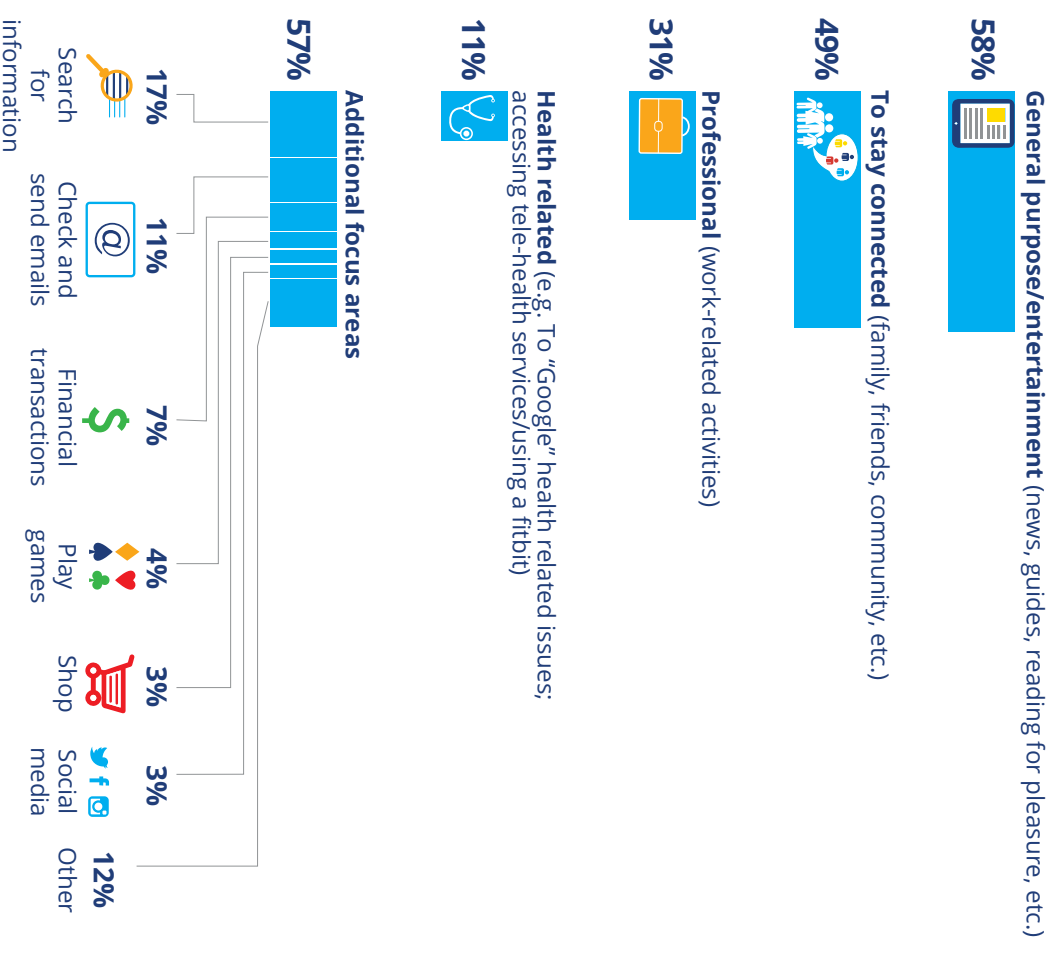 58%
General purpose/entertainment (news, guides, reading for pleasure, etc.)
49%
To stay connected (family, friends, community, etc.)
31%
Professional (work-related activities)
11%
Health related (e.g. To “Google” health related issues;
accessing tele-health services/using a fitbit)
57%
Additional focus areas
17%
Search
for
information
11%
@
Check and
send emails
7%
$
Financial
transactions
4%
Play
games
3%
Shop
3%
f
Social
media
12%
Other